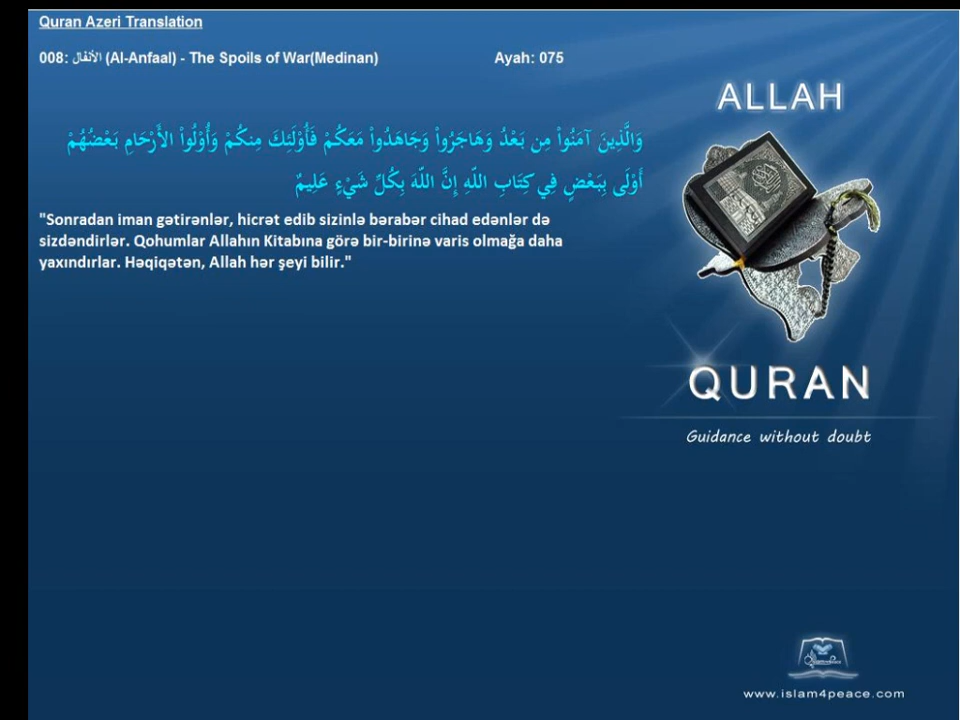 Quran Azeri Translation
008: الأنفال (Al-Anfaal) - The Spoils of War(Medinan) Ayah: 075
وَالَّذِينَ آمَنُواْ مِن بَعْدُ وَهَاجَرُواْ وَجَاهَدُواْ مَعَكُمْ فَأُوْلَئِكَ مِنكُمْ وَأُوْلُواْ الأَرْحَامِ بَعْضُهُمْ
أَوْلَى بِبَعْضٍ فِي كِتَابِ اللّهِ إِنَّ اللّهَ بِكُلِّ شَيْءٍ عَلِيمٌ
"Sonradan iman gətirənlər, hicrət edib sizinlə bərabər cihad edənlər də
sizdəndirlər. Qohumlar Allahın Kitabına görə bir-birinə varis olmağa daha
yaxındırlar. Həqiqətən, Allah hər şeyi bilir."
ALLAH
QURAN
Guidance without doubt
www.islam4peace.com